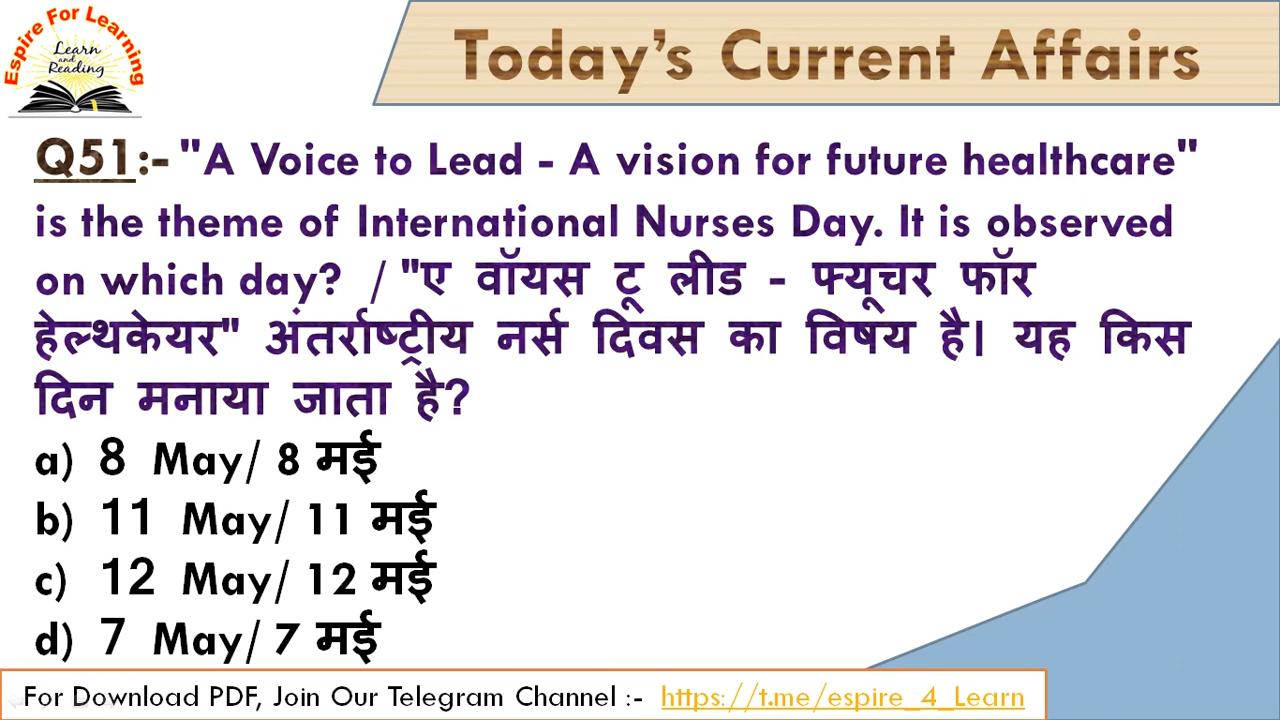 Espire For Learning
Learn
and
Reading
Today's Current Affairs
Q51:- "A Voice to Lead - A vision for future healthcare"
is the theme of International Nurses Day. It is observed
on which day? / "ए वॉयस टू लीड - फ्यूचर फॉर
हेल्थकेयर" अंतर्राष्ट्रीय नर्स दिवस का विषय है। यह किस
दिन मनाया जाता है?
a) 8 May/ 8 मई
b) 11 May/ 11 मई
c) 12 May/ 12 मई
d) 7 May/ 7 मई
For Download PDF, Join Our Telegram Channel :- https://t.me/espire_4_Learn